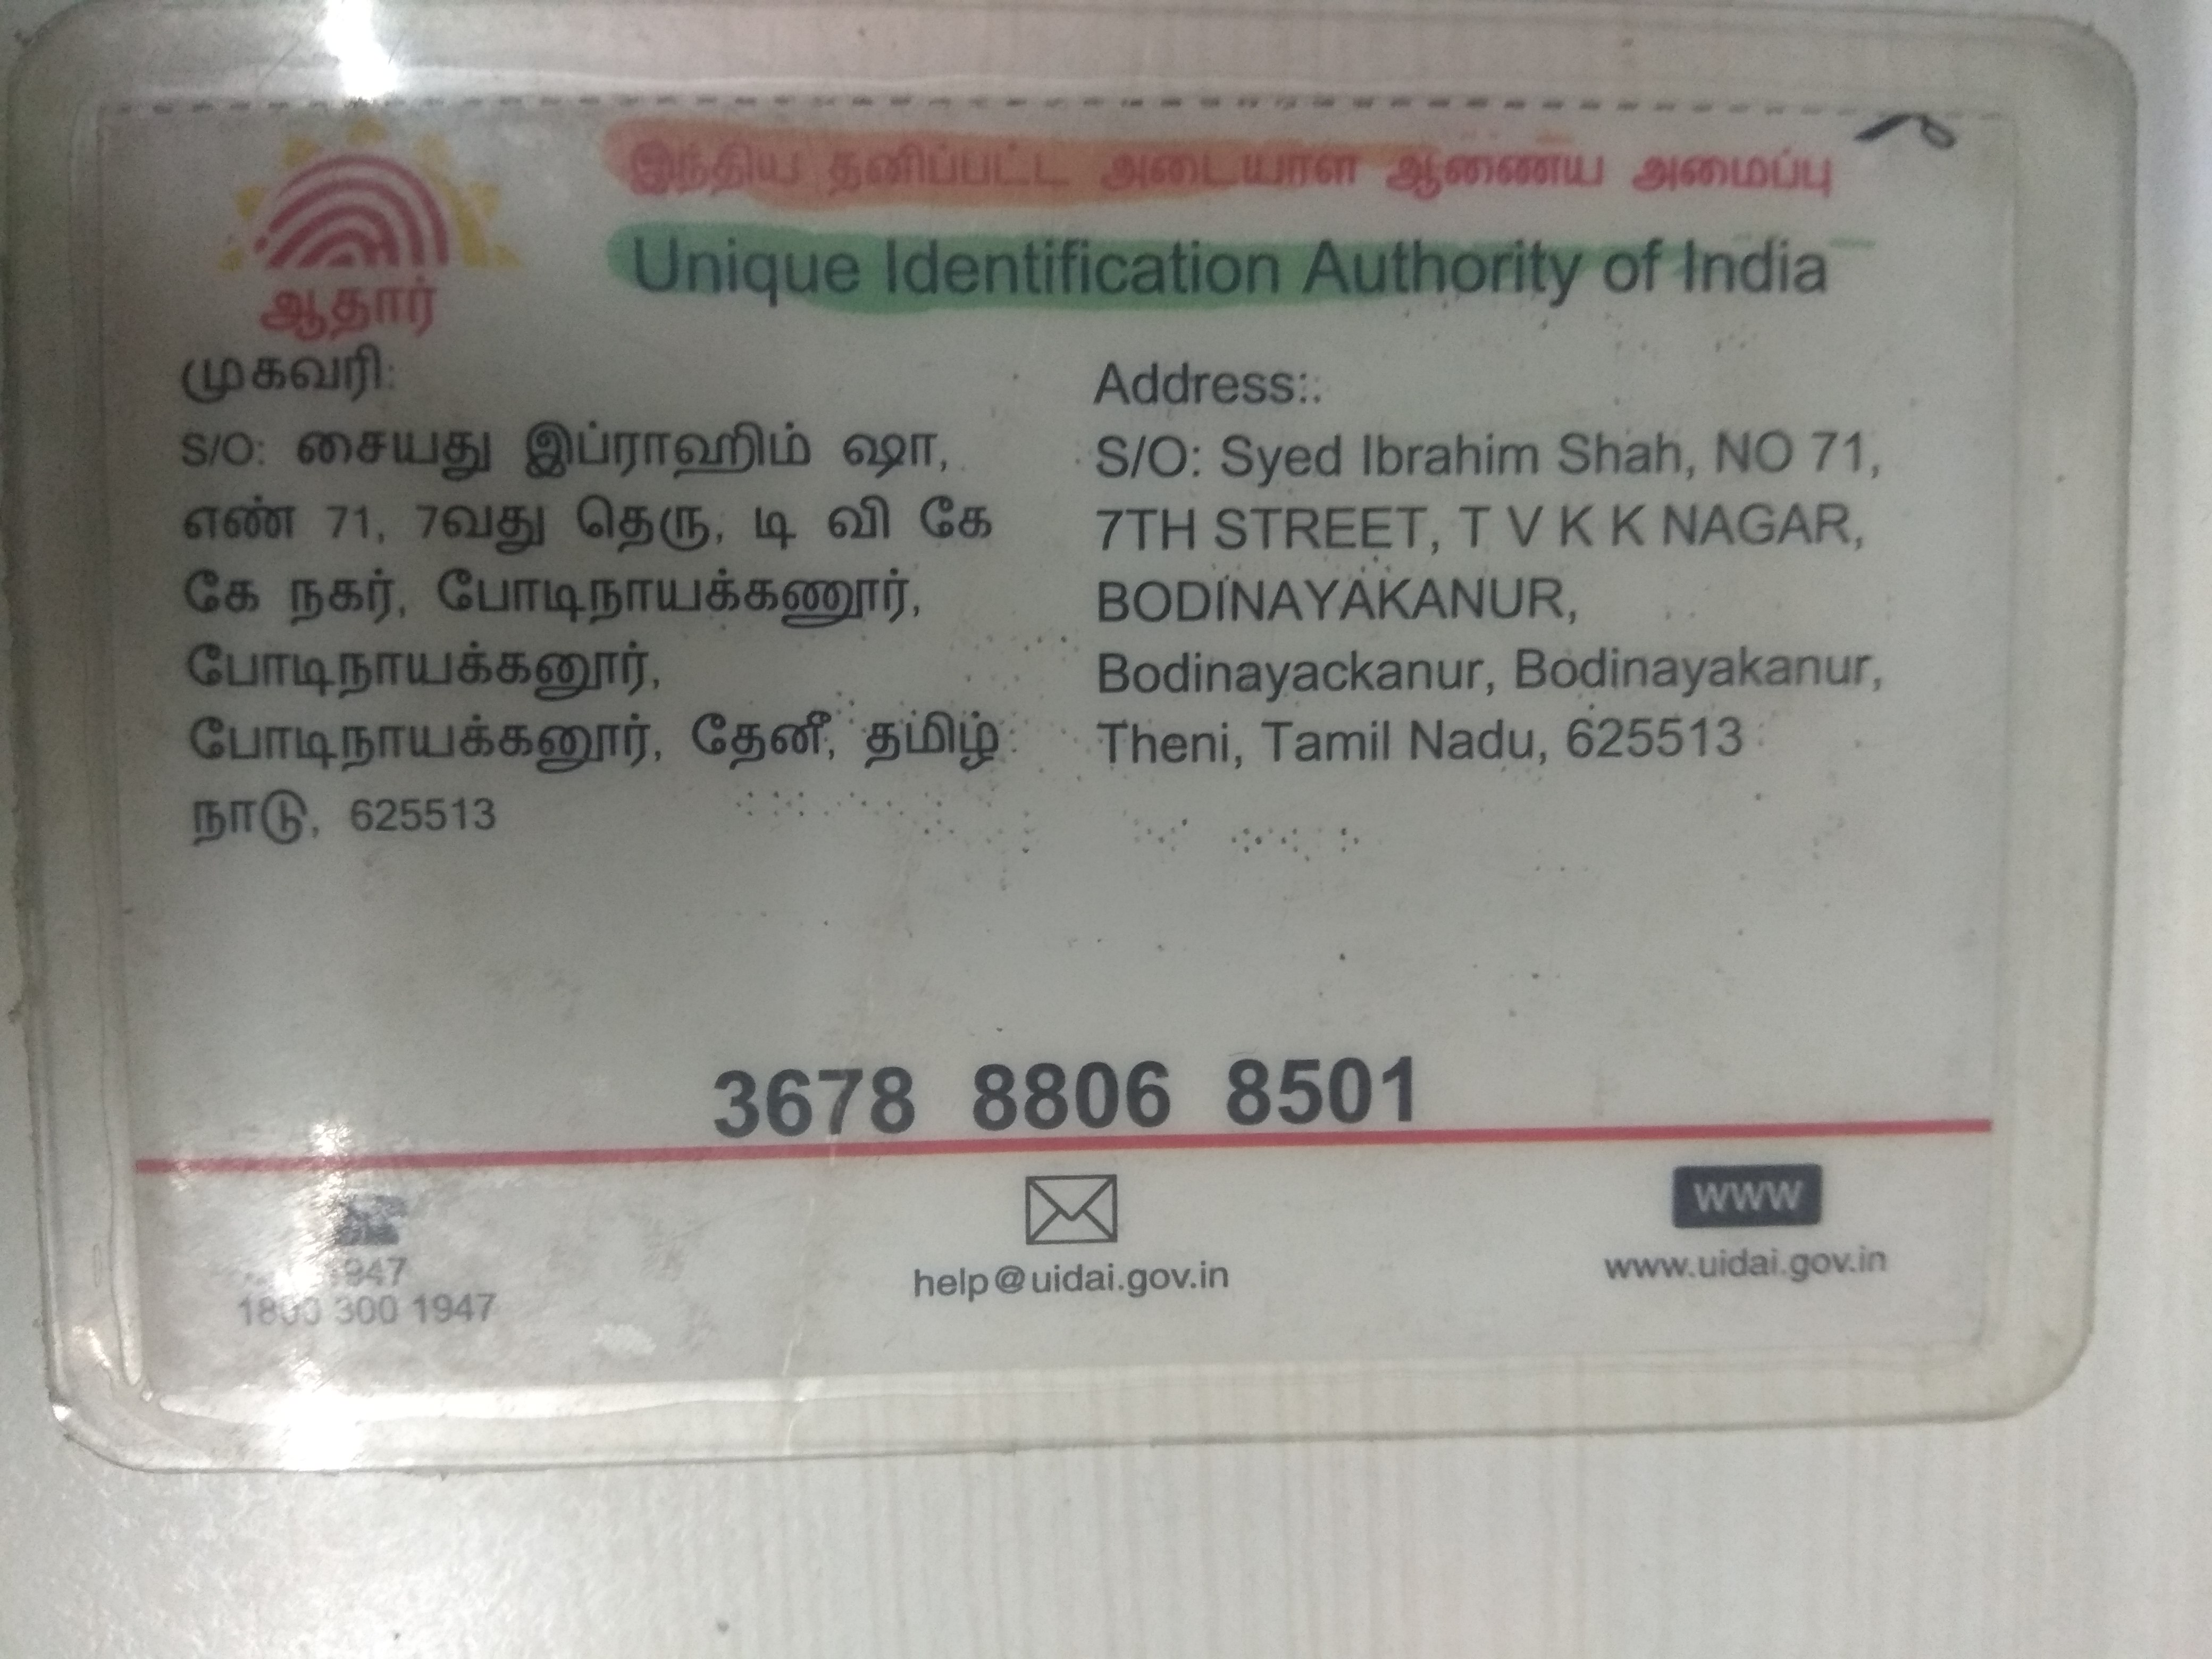 ஆதார்
இந்திய தனிப்பட்ட அடையாள ஆணைய அமைப்பு
Unique Identification Authority of India
முகவரி:
S/O: சையது இப்ராஹிம் ஷா,
எண் 71, 7வது தெரு, டி வி கே
கே நகர், போடிநாயக்கணூர்,
போடிநாயக்கனூர்,
போடிநாயக்கனூர், தேனீ, தமிழ்
நாடு, 625513
Address:
S/O: Syed Ibrahim Shah, NO 71,
7TH STREET, T V K K NAGAR,
BODINAYAKANUR,
Bodinayackanur, Bodinayakanur,
Theni, Tamil Nadu, 625513
3678 8806 8501
1947
1800 300 1947
help@uidai.gov.in
www
www.uidai.gov.in